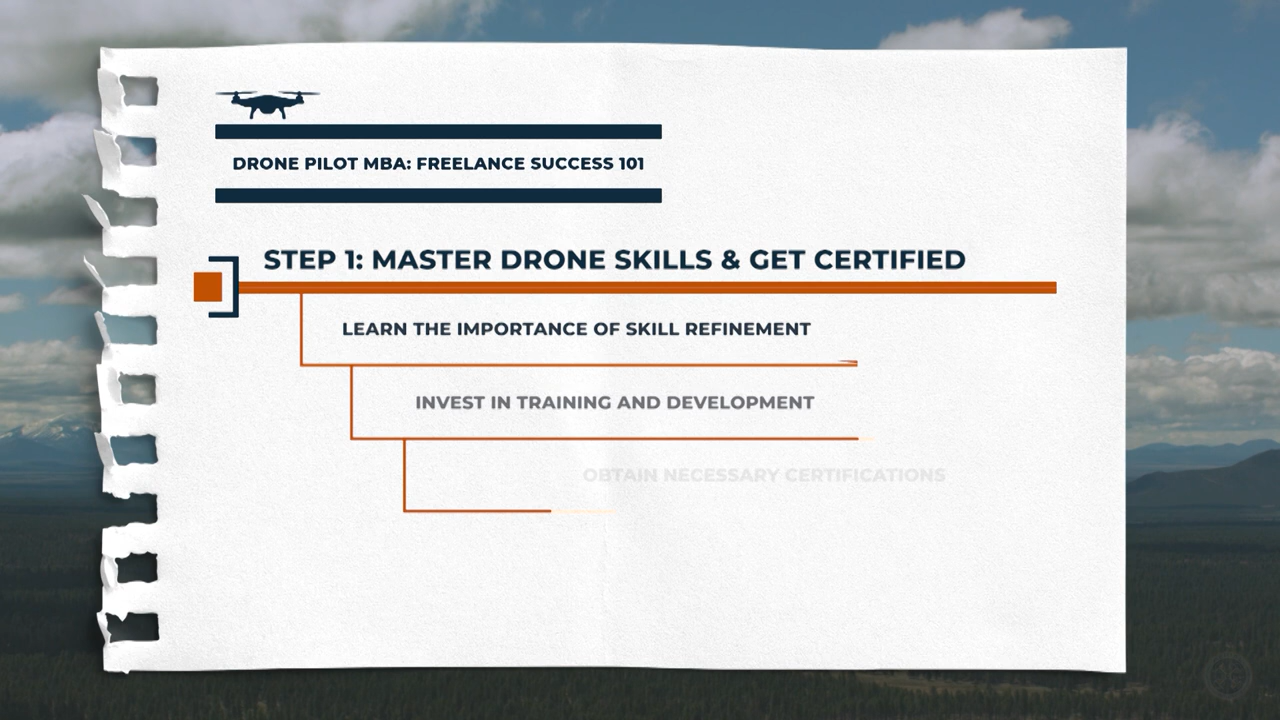 DRONE PILOT MBA: FREELANCE SUCCESS 101
STEP 1: MASTER DRONE SKILLS & GET CERTIFIED
LEARN THE IMPORTANCE OF SKILL REFINEMENT
INVEST IN TRAINING AND DEVELOPMENT
OBTAIN NECESSARY CERTIFICATIONS